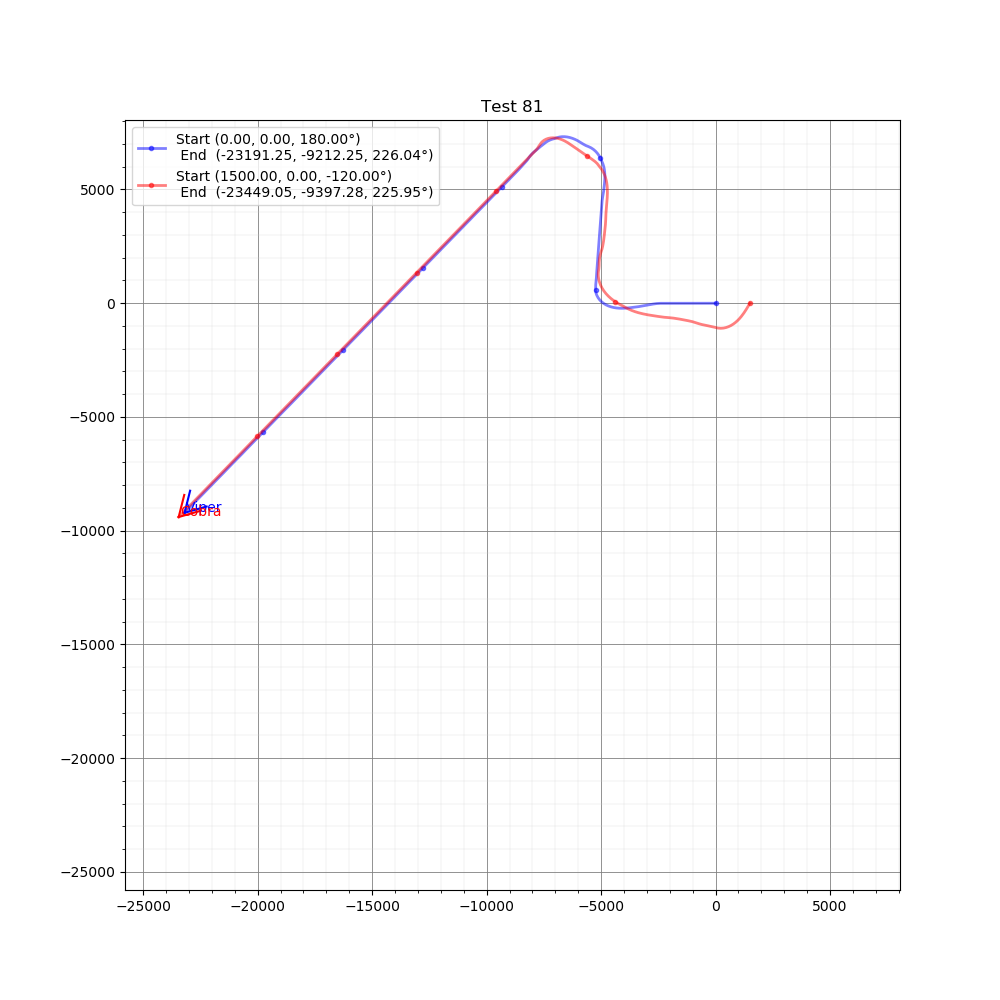 Test 81
Start (0.00, 0.00, 180.00°)
End (-23191.25, -9212.25, 226.04°)
Start (1500.00, 0.00, -120.00°)
End (-23449.05, -9397.28, 225.95°)
5000
0
−5000
−10000
−15000
−20000
−25000
−25000 −20000 −15000 −10000 −5000 0 5000